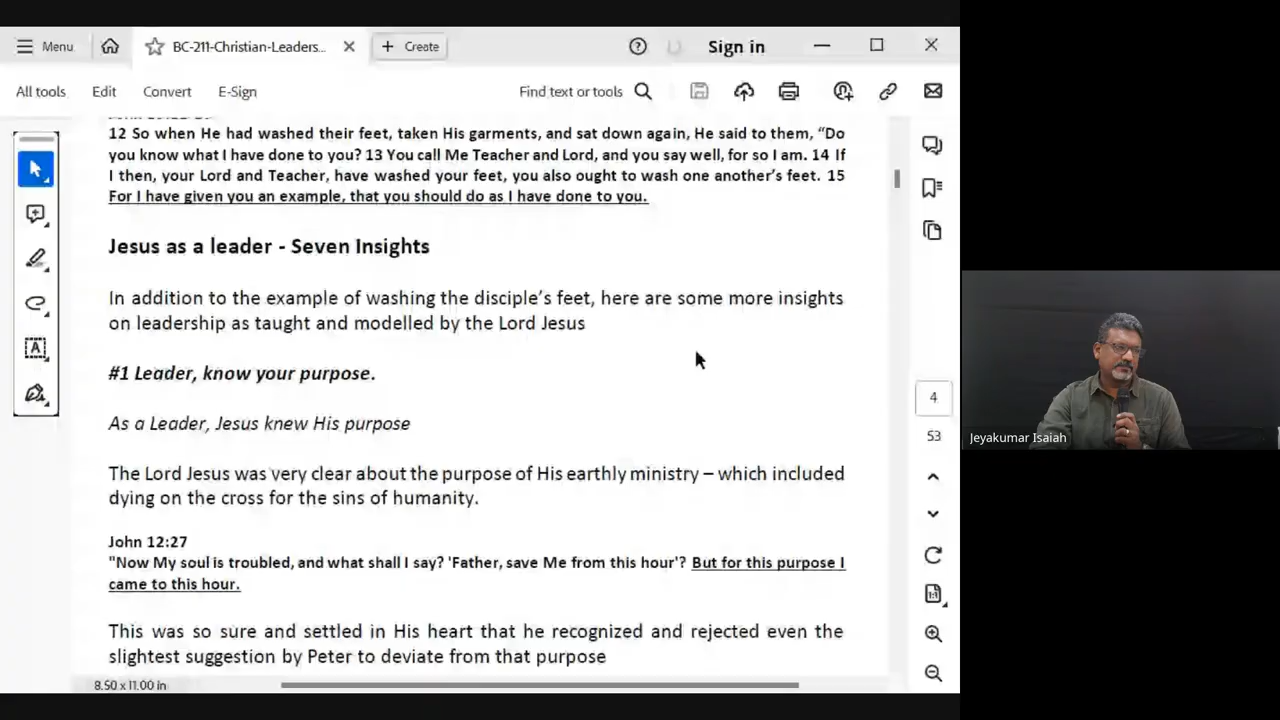 Menu
BC-211-Christian-Leaders...
Create
Sign in
All tools
Edit
Convert
E-Sign
Find text or tools
12 So when He had washed their feet, taken His garments, and sat down again, He said to them, “Do
you know what I have done to you? 13 You call Me Teacher and Lord, and you say well, for so I am. 14 If
I then, your Lord and Teacher, have washed your feet, you also ought to wash one another’s feet. 15
For I have given you an example, that you should do as I have done to you.
Jesus as a leader - Seven Insights
In addition to the example of washing the disciple’s feet, here are some more insights
on leadership as taught and modelled by the Lord Jesus
#1 Leader, know your purpose.
As a Leader, Jesus knew His purpose
The Lord Jesus was very clear about the purpose of His earthly ministry – which included
dying on the cross for the sins of humanity.
John 12:27
"Now My soul is troubled, and what shall I say? 'Father, save Me from this hour'? But for this purpose I
came to this hour.
This was so sure and settled in His heart that he recognized and rejected even the
slightest suggestion by Peter to deviate from that purpose
8.50 x 11.00 in
4
53
Jeyakumar Isaiah